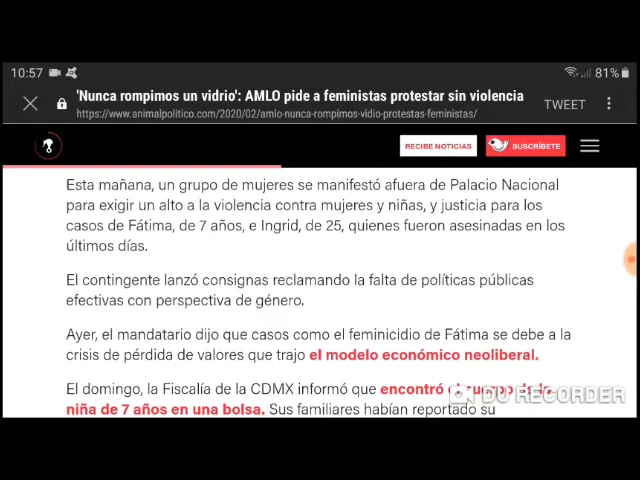 10:57
81%
'Nunca rompimos un vidrio': AMLO pide a feministas protestar sin violencia
https://www.animalpolitico.com/2020/02/amlo-nunca-rompimos-vidio-protestas-feministas/
TWEET
RECIBE NOTICIAS
SUSCRÍBETE
Esta mañana, un grupo de mujeres se manifestó afuera de Palacio Nacional
para exigir un alto a la violencia contra mujeres y niñas, y justicia para los
casos de Fátima, de 7 años, e Ingrid, de 25, quienes fueron asesinadas en los
últimos días.
El contingente lanzó consignas reclamando la falta de políticas públicas
efectivas con perspectiva de género.
Ayer, el mandatario dijo que casos como el feminicidio de Fátima se debe a la
crisis de pérdida de valores que trajo el modelo económico neoliberal.
El domingo, la Fiscalía de la CDMX informó que encontró el cuerpo de la
niña de 7 años en una bolsa. Sus familiares habían reportado su
DU RECORDER